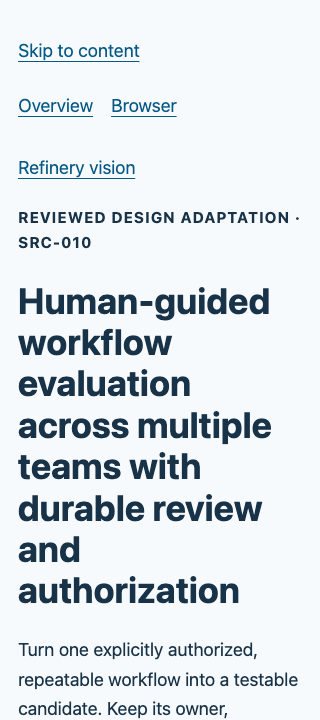 Skip to content
Overview Browser
Refinery vision
REVIEWED DESIGN ADAPTATION ·
SRC-010
Human-guided
workflow
evaluation
across multiple
teams with
durable review
and
authorization
Turn one explicitly authorized,
repeatable workflow into a testable
candidate. Keep its owner,